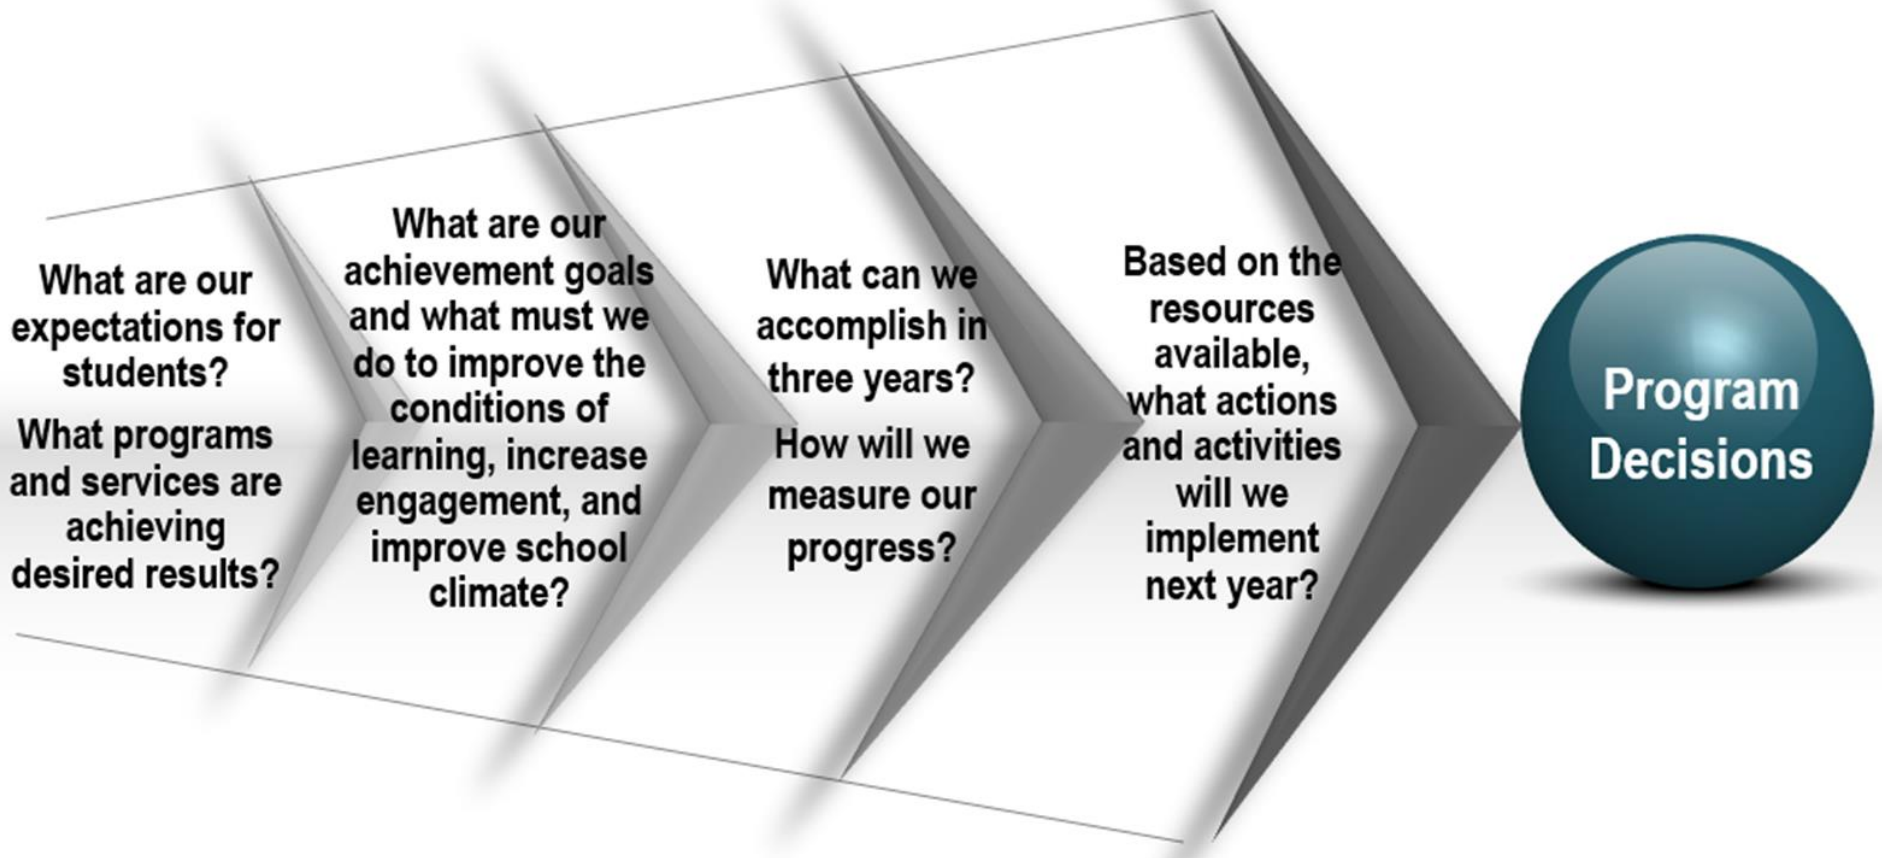 What are our
expectations for
students?
What programs
and services are
achieving
desired results?
What are our
achievement goals
and what must we
do to improve the
conditions of
learning, increase
engagement, and
improve school
climate?
What can we
accomplish in
three years?
How will we
measure our
progress?
Based on the
resources
available,
what actions
and activities
will we
implement
next year?
Program
Decisions